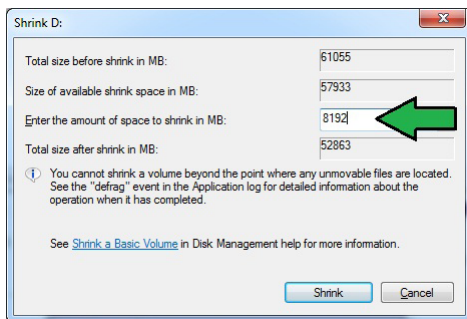 Shrink D:
Total size before shrink in MB: 61055
Size of available shrink space in MB: 57933
Enter the amount of space to shrink in MB: 8192
Total size after shrink in MB: 52863
You cannot shrink a volume beyond the point where any unmovable files are located.
See the "defrag" event in the Application log for detailed information about the
operation when it has completed.
See Shrink a Basic Volume in Disk Management help for more information.
Shrink Cancel